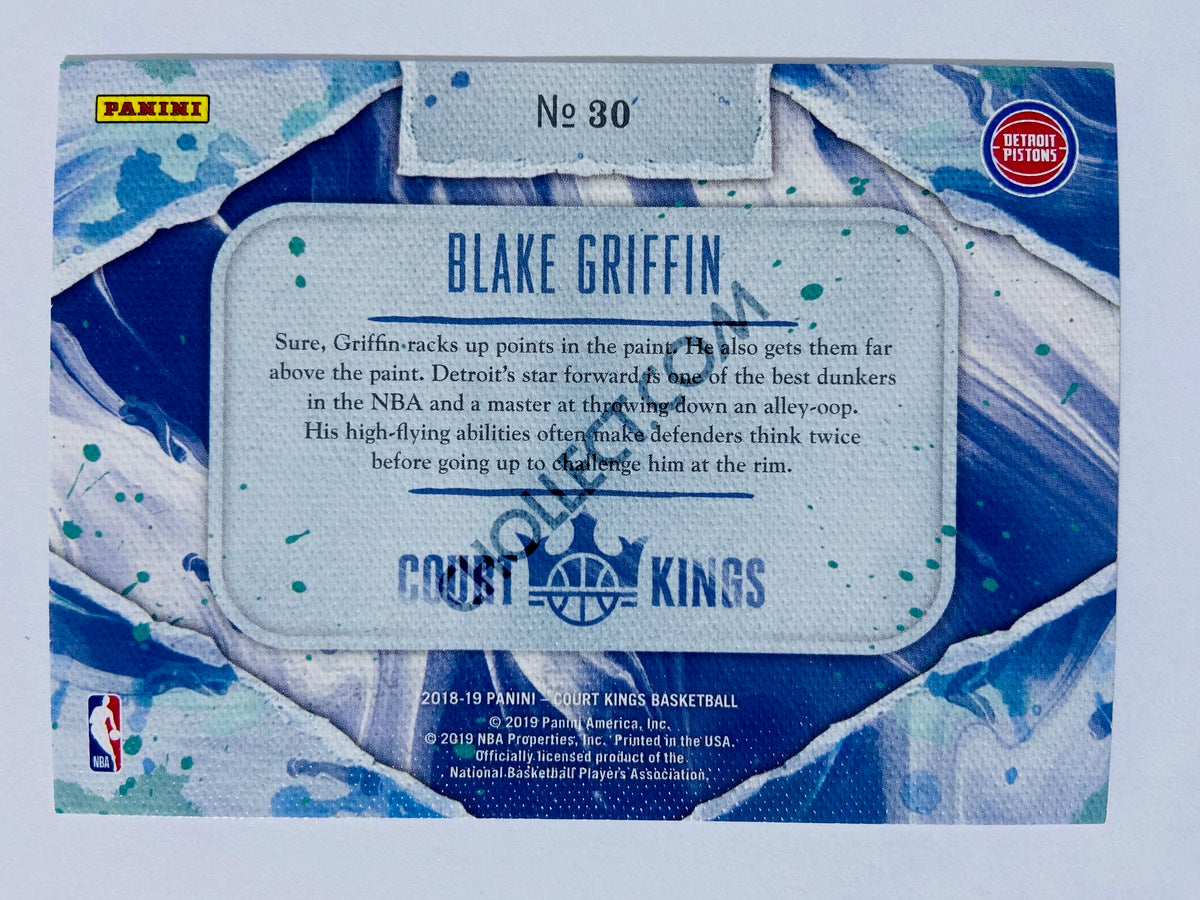 PANINI
№ 30
DETROIT
PISTONS
BLAKE GRIFFIN
Sure, Griffin racks up points in the paint. He also gets them far
above the paint. Detroit's star forward is one of the best dunkers
in the NBA and a master at throwing down an alley-oop.
His high-flying abilities often make defenders think twice
before going up to challenge him at the rim.
COURT KINGS
CHOLLECT.COM
2018-19 PANINI – COURT KINGS BASKETBALL
© 2019 Panini America, Inc.
© 2019 NBA Properties, Inc. Printed in the USA.
Officially licensed product of the
National Basketball Players Association.
NBA